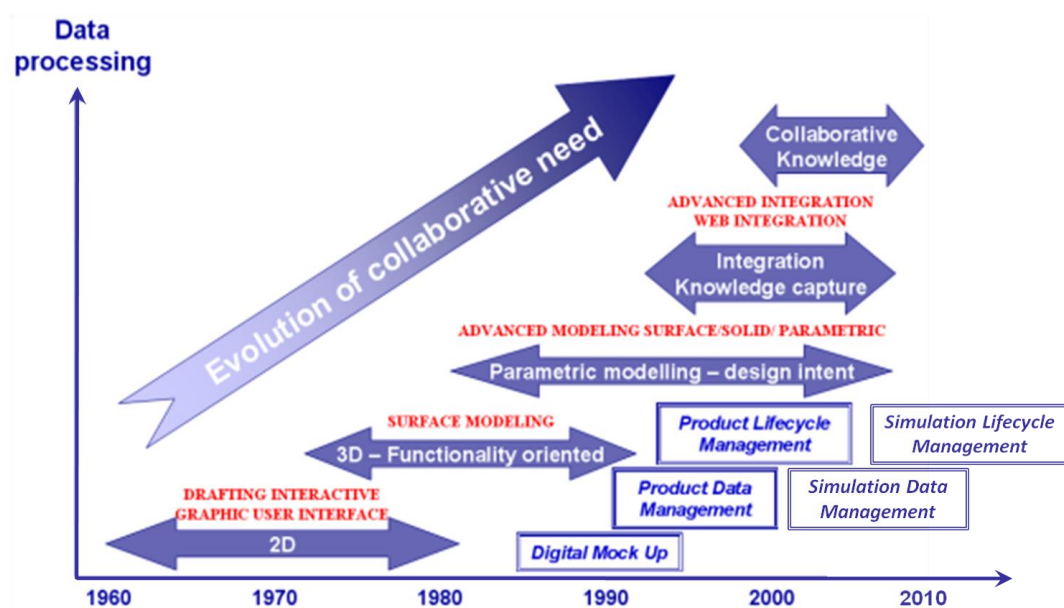 Data
processing
Evolution of collaborative need
Collaborative
Knowledge
ADVANCED INTEGRATION
WEB INTEGRATION
Integration
Knowledge capture
ADVANCED MODELING SURFACE/SOLID/ PARAMETRIC
Parametric modelling – design intent
SURFACE MODELING
3D – Functionality oriented
Product Lifecycle
Management
Simulation Lifecycle
Management
DRAFTING INTERACTIVE
GRAPHIC USER INTERFACE
2D
Product Data
Management
Simulation Data
Management
Digital Mock Up
1960 1970 1980 1990 2000 2010